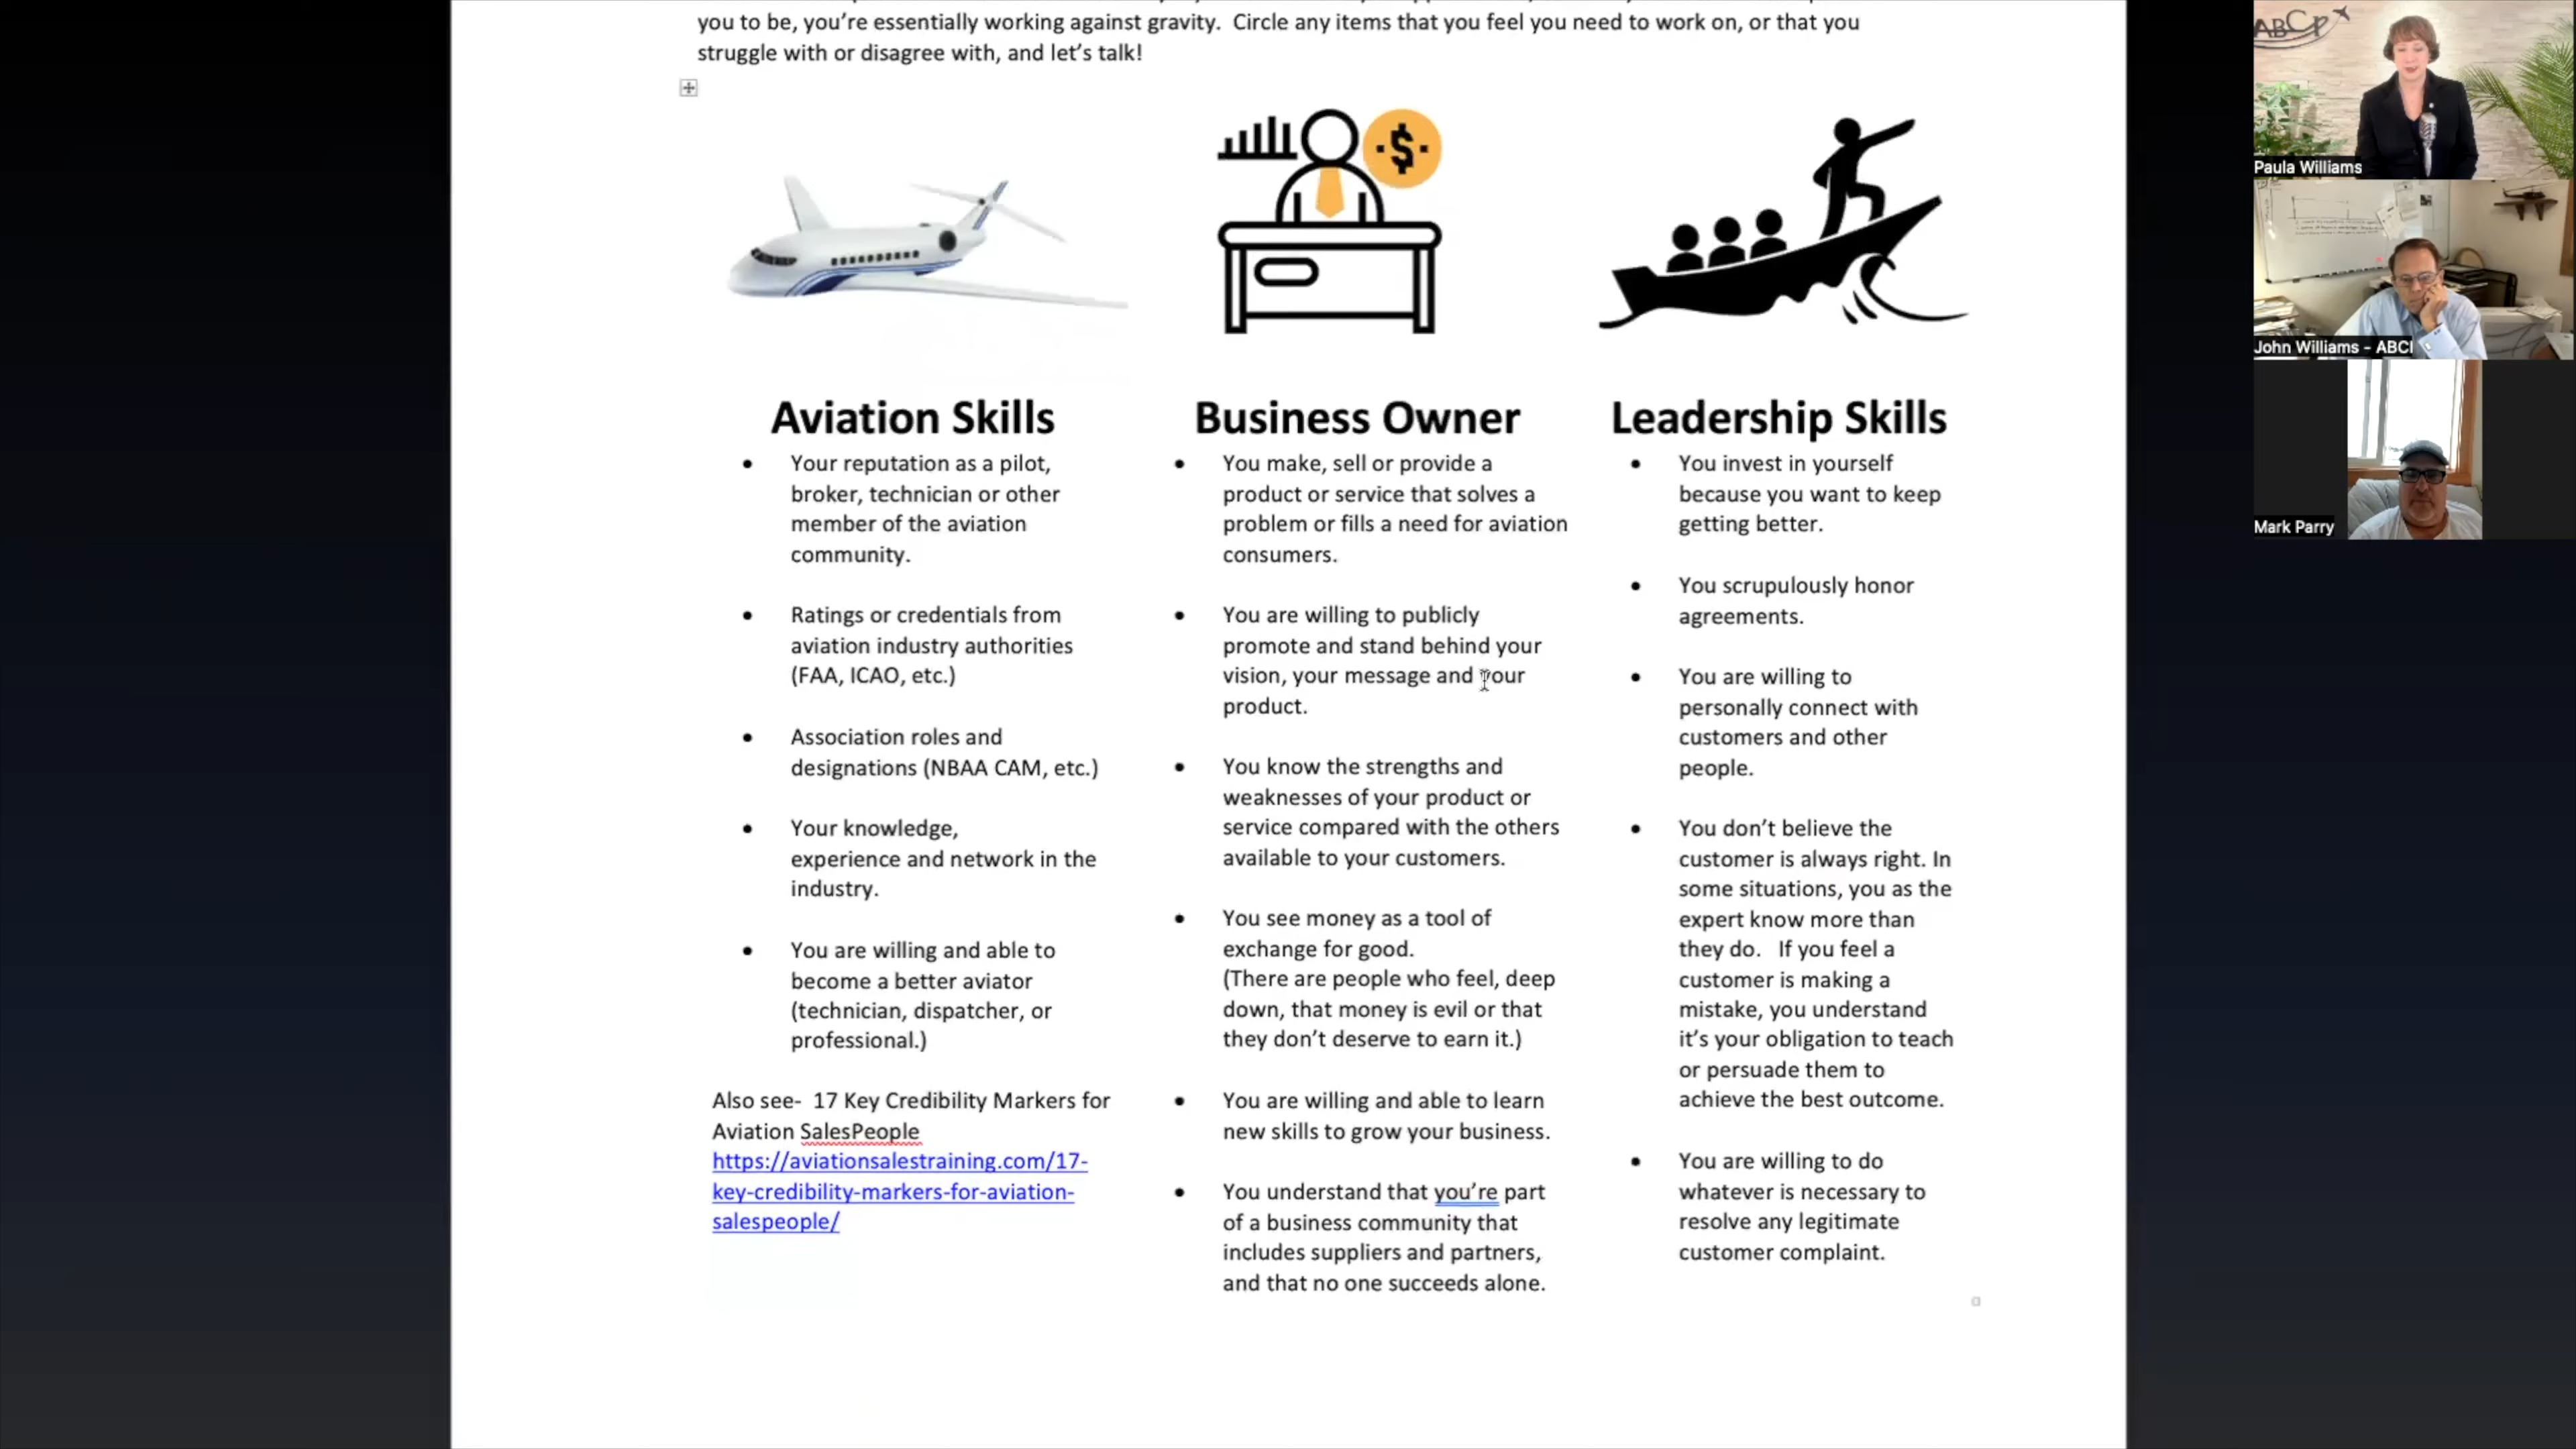 you to be, you're essentially working against gravity.  Circle any items that you feel you need to work on, or that you
struggle with or disagree with, and let's talk!
Aviation Skills
• Your reputation as a pilot,
broker, technician or other
member of the aviation
community.
• Ratings or credentials from
aviation industry authorities
(FAA, ICAO, etc.)
• Association roles and
designations (NBAA CAM, etc.)
• Your knowledge,
experience and network in the
industry.
• You are willing and able to
become a better aviator
(technician, dispatcher, or
professional.)
Also see-  17 Key Credibility Markers for
Aviation SalesPeople
https://aviationsalestraining.com/17-
key-credibility-markers-for-aviation-
salespeople/
Business Owner
• You make, sell or provide a
product or service that solves a
problem or fills a need for aviation
consumers.
• You are willing to publicly
promote and stand behind your
vision, your message and your
product.
• You know the strengths and
weaknesses of your product or
service compared with the others
available to your customers.
• You see money as a tool of
exchange for good.
(There are people who feel, deep
down, that money is evil or that
they don't deserve to earn it.)
• You are willing and able to learn
new skills to grow your business.
• You understand that you're part
of a business community that
includes suppliers and partners,
and that no one succeeds alone.
Leadership Skills
• You invest in yourself
because you want to keep
getting better.
• You scrupulously honor
agreements.
• You are willing to
personally connect with
customers and other
people.
• You don't believe the
customer is always right. In
some situations, you as the
expert know more than
they do.   If you feel a
customer is making a
mistake, you understand
it's your obligation to teach
or persuade them to
achieve the best outcome.
• You are willing to do
whatever is necessary to
resolve any legitimate
customer complaint.
Paula Williams
John Williams - ABCI
Mark Parry